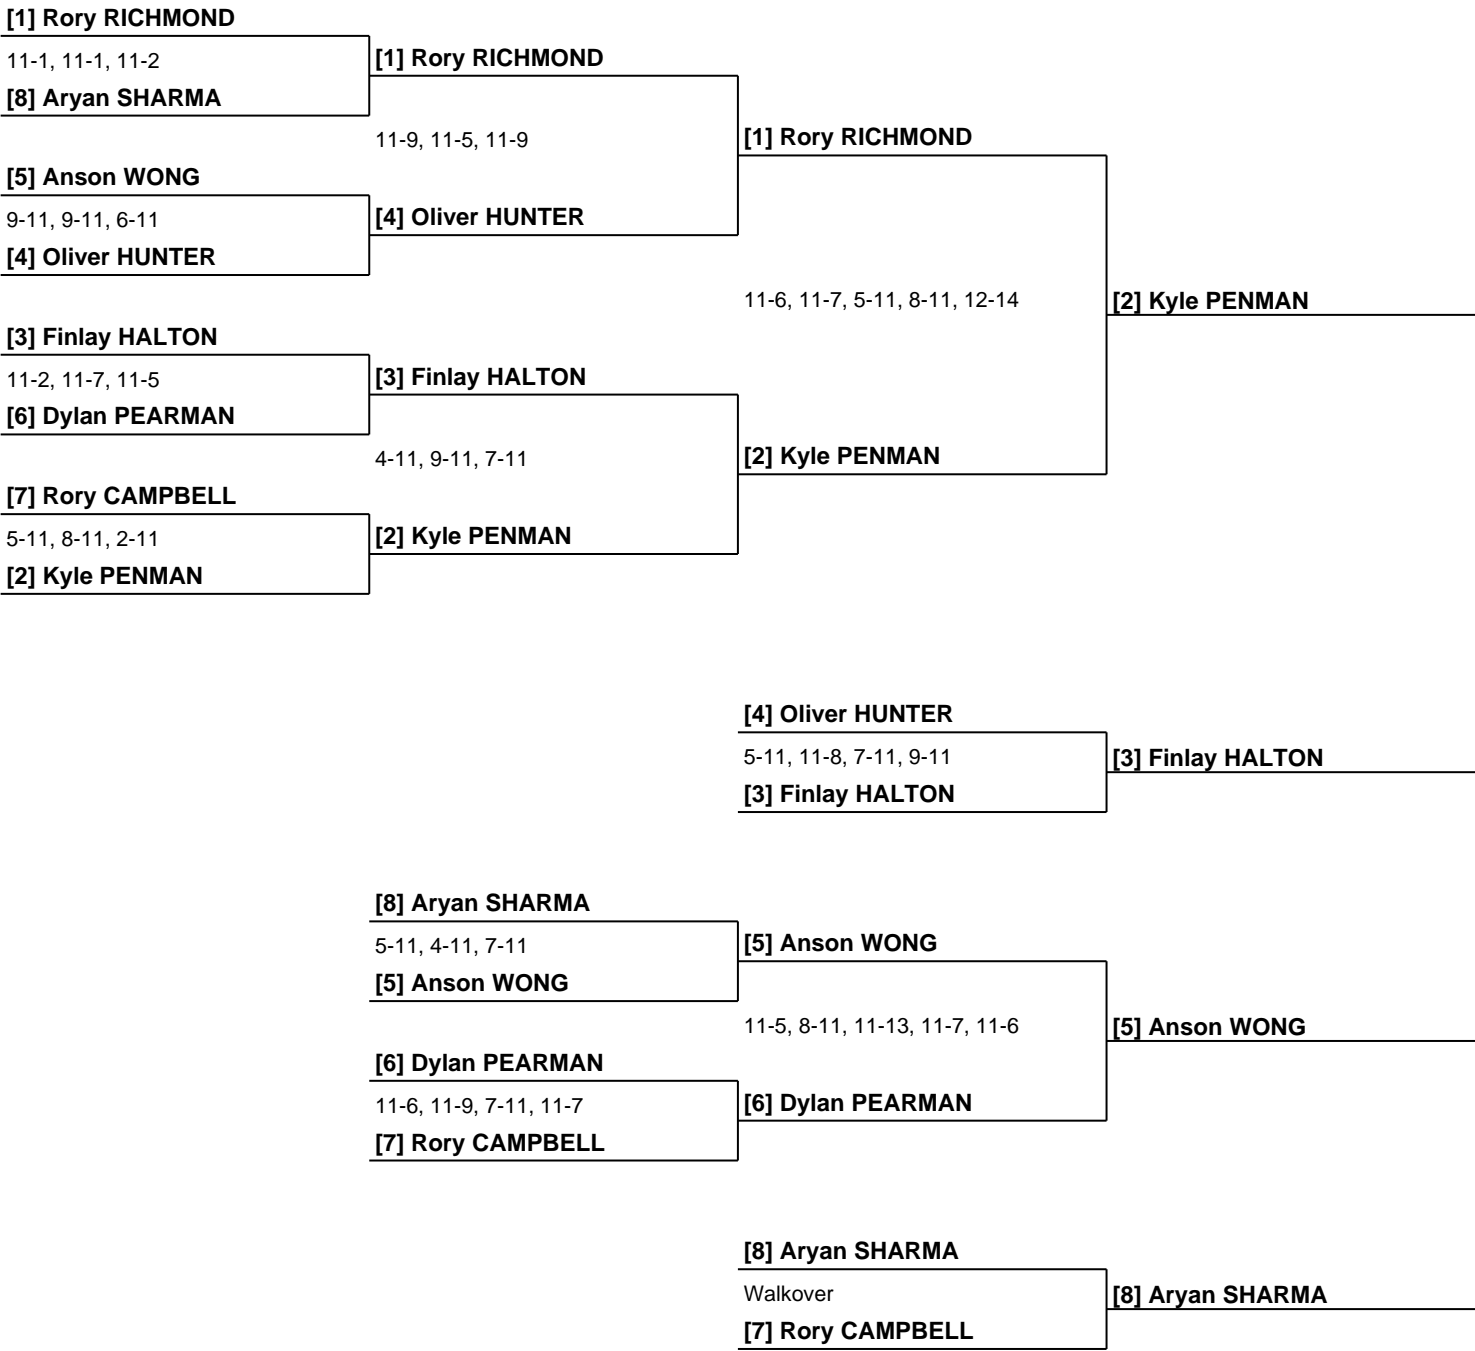 [1] Rory RICHMOND
11-1, 11-1, 11-2
[8] Aryan SHARMA
[5] Anson WONG
9-11, 9-11, 6-11
[4] Oliver HUNTER
[3] Finlay HALTON
11-2, 11-7, 11-5
[6] Dylan PEARMAN
[7] Rory CAMPBELL
5-11, 8-11, 2-11
[2] Kyle PENMAN
[1] Rory RICHMOND
11-9, 11-5, 11-9
[4] Oliver HUNTER
[3] Finlay HALTON
4-11, 9-11, 7-11
[2] Kyle PENMAN
[1] Rory RICHMOND
11-6, 11-7, 5-11, 8-11, 12-14
[2] Kyle PENMAN
[2] Kyle PENMAN
[4] Oliver HUNTER
5-11, 11-8, 7-11, 9-11
[3] Finlay HALTON
[3] Finlay HALTON
[8] Aryan SHARMA
5-11, 4-11, 7-11
[5] Anson WONG
[6] Dylan PEARMAN
11-6, 11-9, 7-11, 11-7
[7] Rory CAMPBELL
[5] Anson WONG
11-5, 8-11, 11-13, 11-7, 11-6
[6] Dylan PEARMAN
[5] Anson WONG
[8] Aryan SHARMA
Walkover
[7] Rory CAMPBELL
[8] Aryan SHARMA